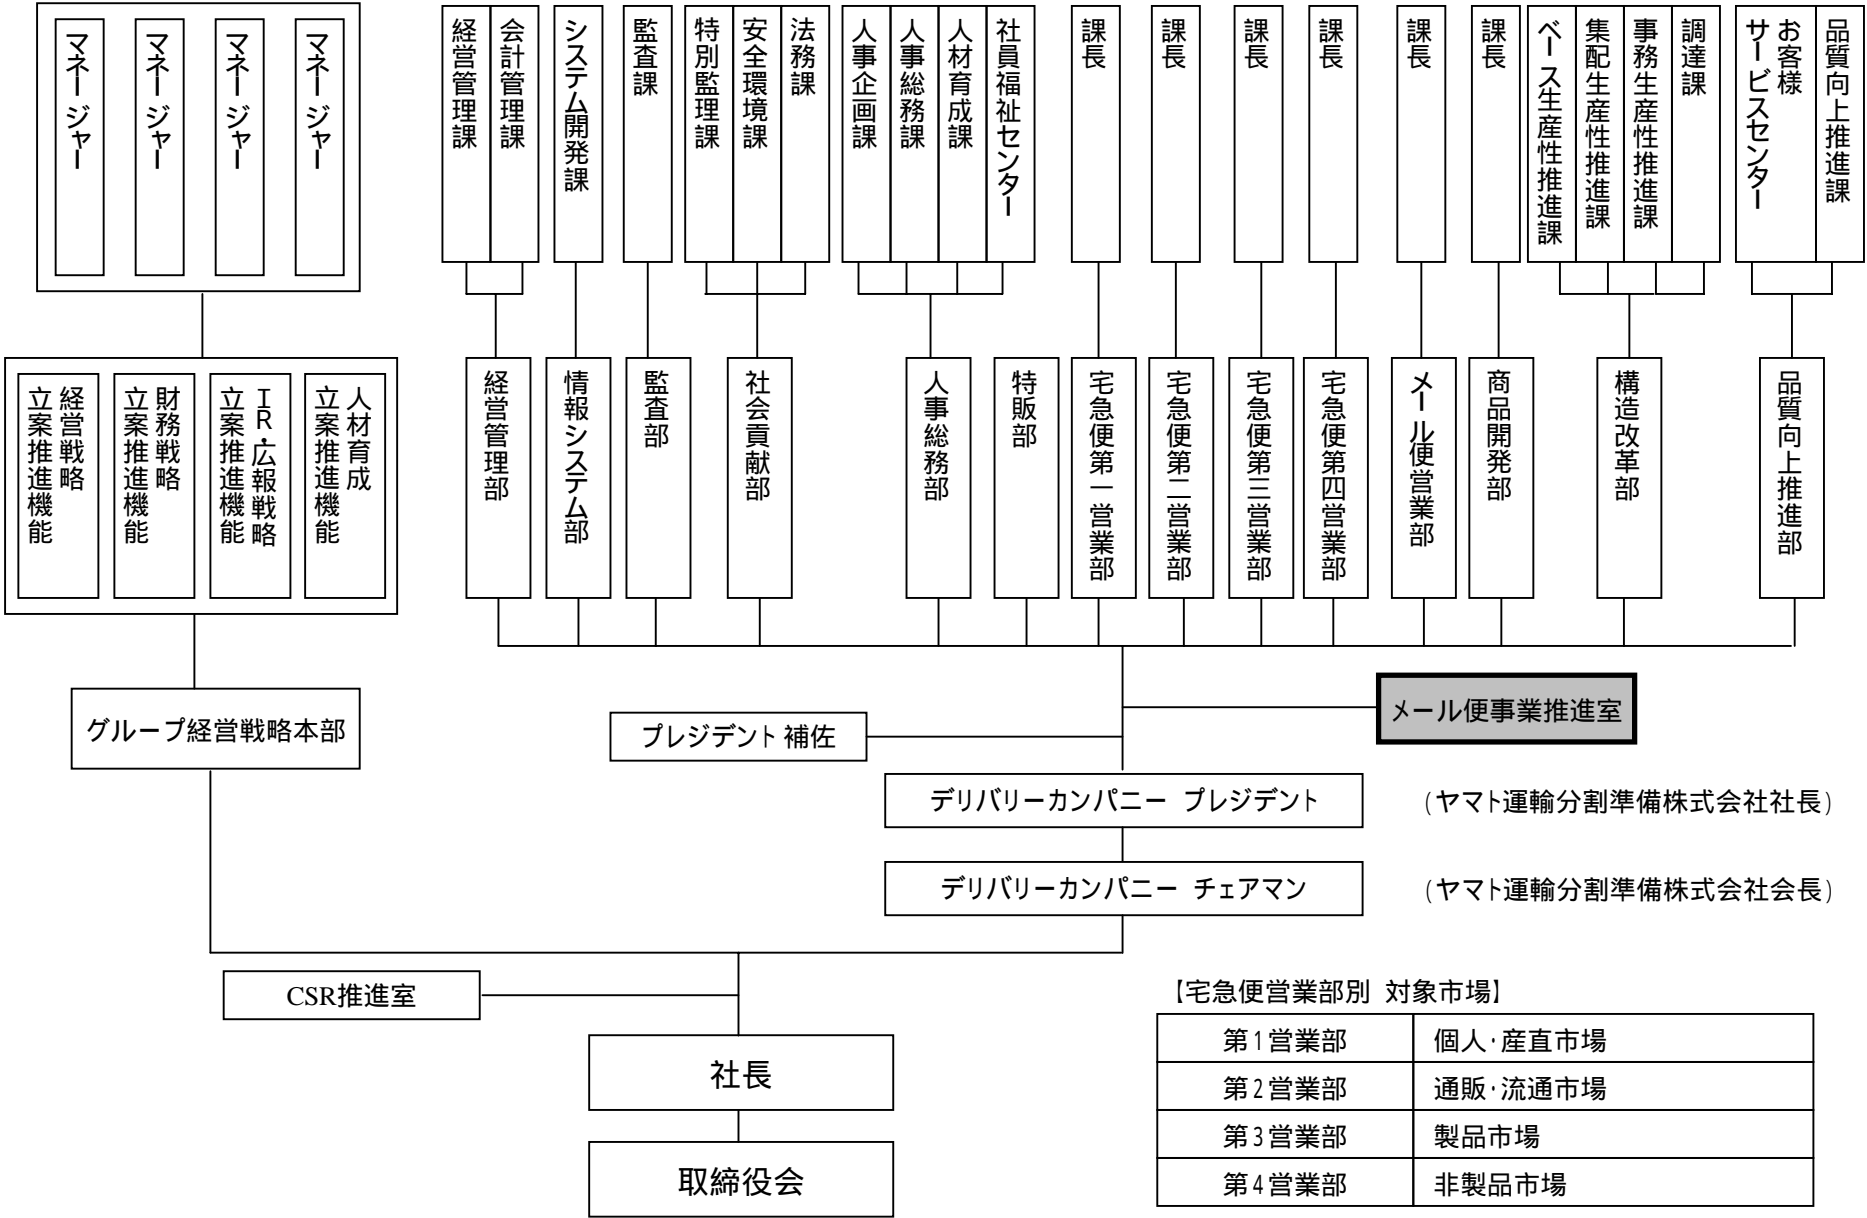 マネージャー
マネージャー
マネージャー
マネージャー
経営管理課
会計管理課
システム開発課
監査課
特別監理課
安全環境課
法務課
人事企画課
人事総務課
人材育成課
社員福祉センター
課長
課長
課長
課長
課長
課長
ベース生産性推進課
集配生産性推進課
事務生産性推進課
調達課
お客様
サービスセンター
品質向上推進課
経営戦略
立案推進機能
財務戦略
立案推進機能
IR・広報戦略
立案推進機能
人材育成
立案推進機能
経営管理部
情報システム部
監査部
社会貢献部
人事総務部
特販部
宅急便第一営業部
宅急便第二営業部
宅急便第三営業部
宅急便第四営業部
メール便営業部
商品開発部
構造改革部
品質向上推進部
グループ経営戦略本部
プレジデント補佐
メール便事業推進室
デリバリーカンパニー プレジデント
(ヤマト運輸分割準備株式会社社長)
デリバリーカンパニー チェアマン
(ヤマト運輸分割準備株式会社会長)
CSR推進室
社長
取締役会
【宅急便営業部別 対象市場】
第1営業部 個人・産直市場
第2営業部 通販・流通市場
第3営業部 製品市場
第4営業部 非製品市場